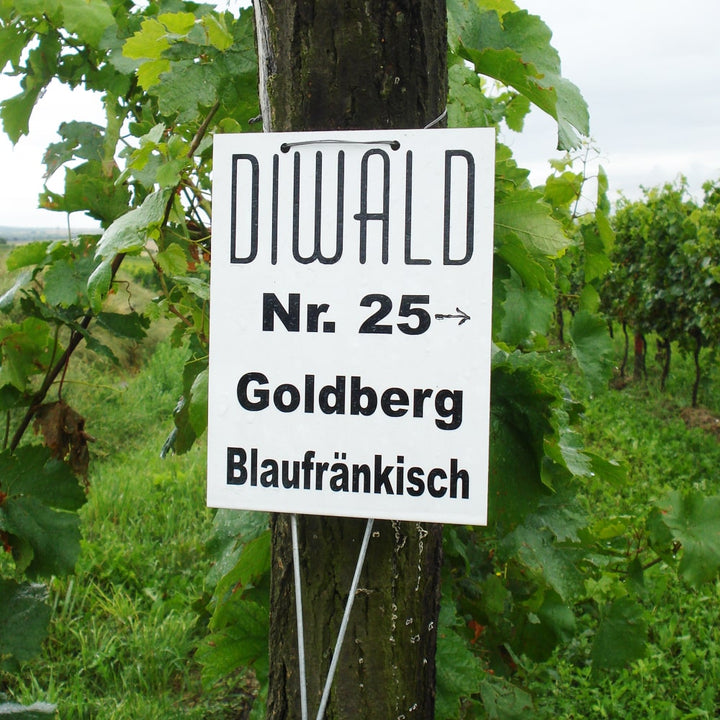 DIWALD
Nr. 25→
Goldberg
Blaufränkisch